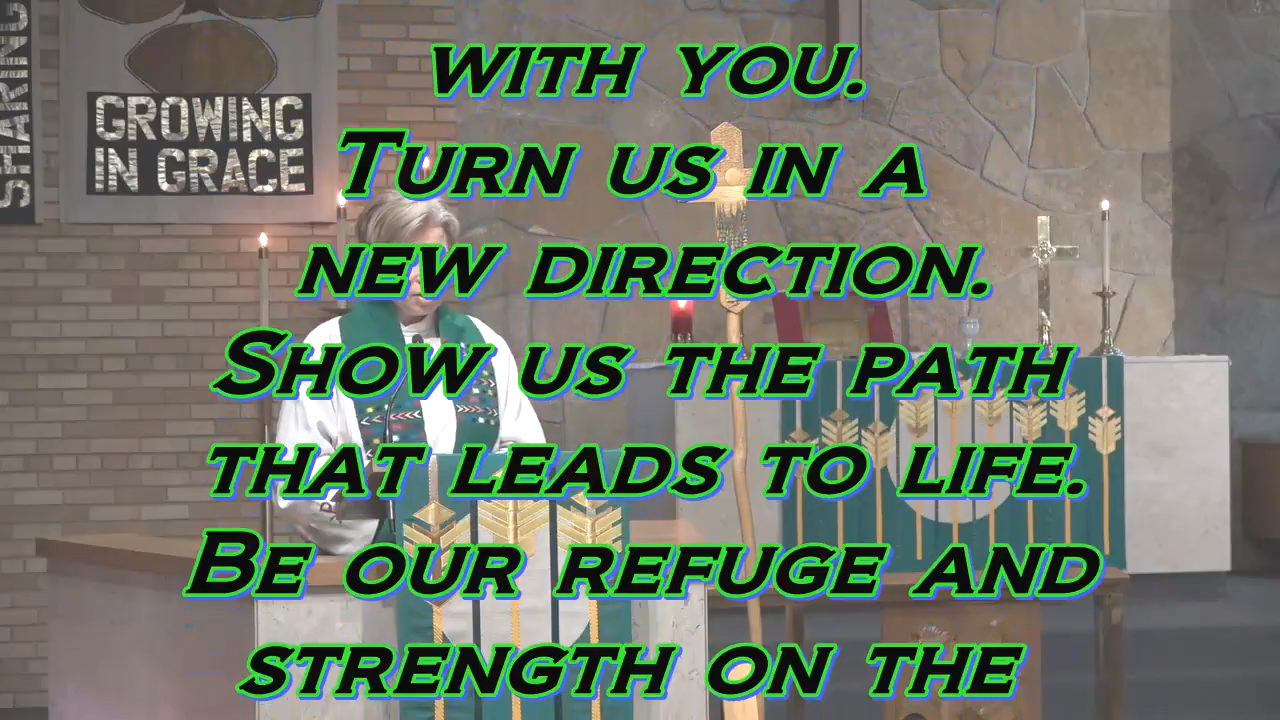 SHARING
GROWING
IN GRACE
WITH YOU.
TURN US IN A
NEW DIRECTION.
SHOW US THE PATH
THAT LEADS TO LIFE.
BE OUR REFUGE AND
STRENGTH ON THE